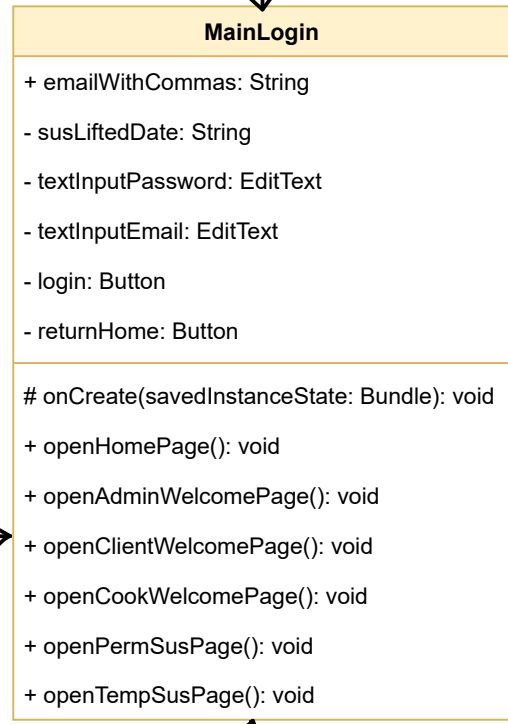 MainLogin
+ emailWithCommas: String
- susLiftedDate: String
- textInputPassword: EditText
- textInputEmail: EditText
- login: Button
- returnHome: Button
# onCreate(savedInstanceState: Bundle): void
+ openHomePage(): void
+ openAdminWelcomePage(): void
+ openClientWelcomePage(): void
+ openCookWelcomePage(): void
+ openPermSusPage(): void
+ openTempSusPage(): void